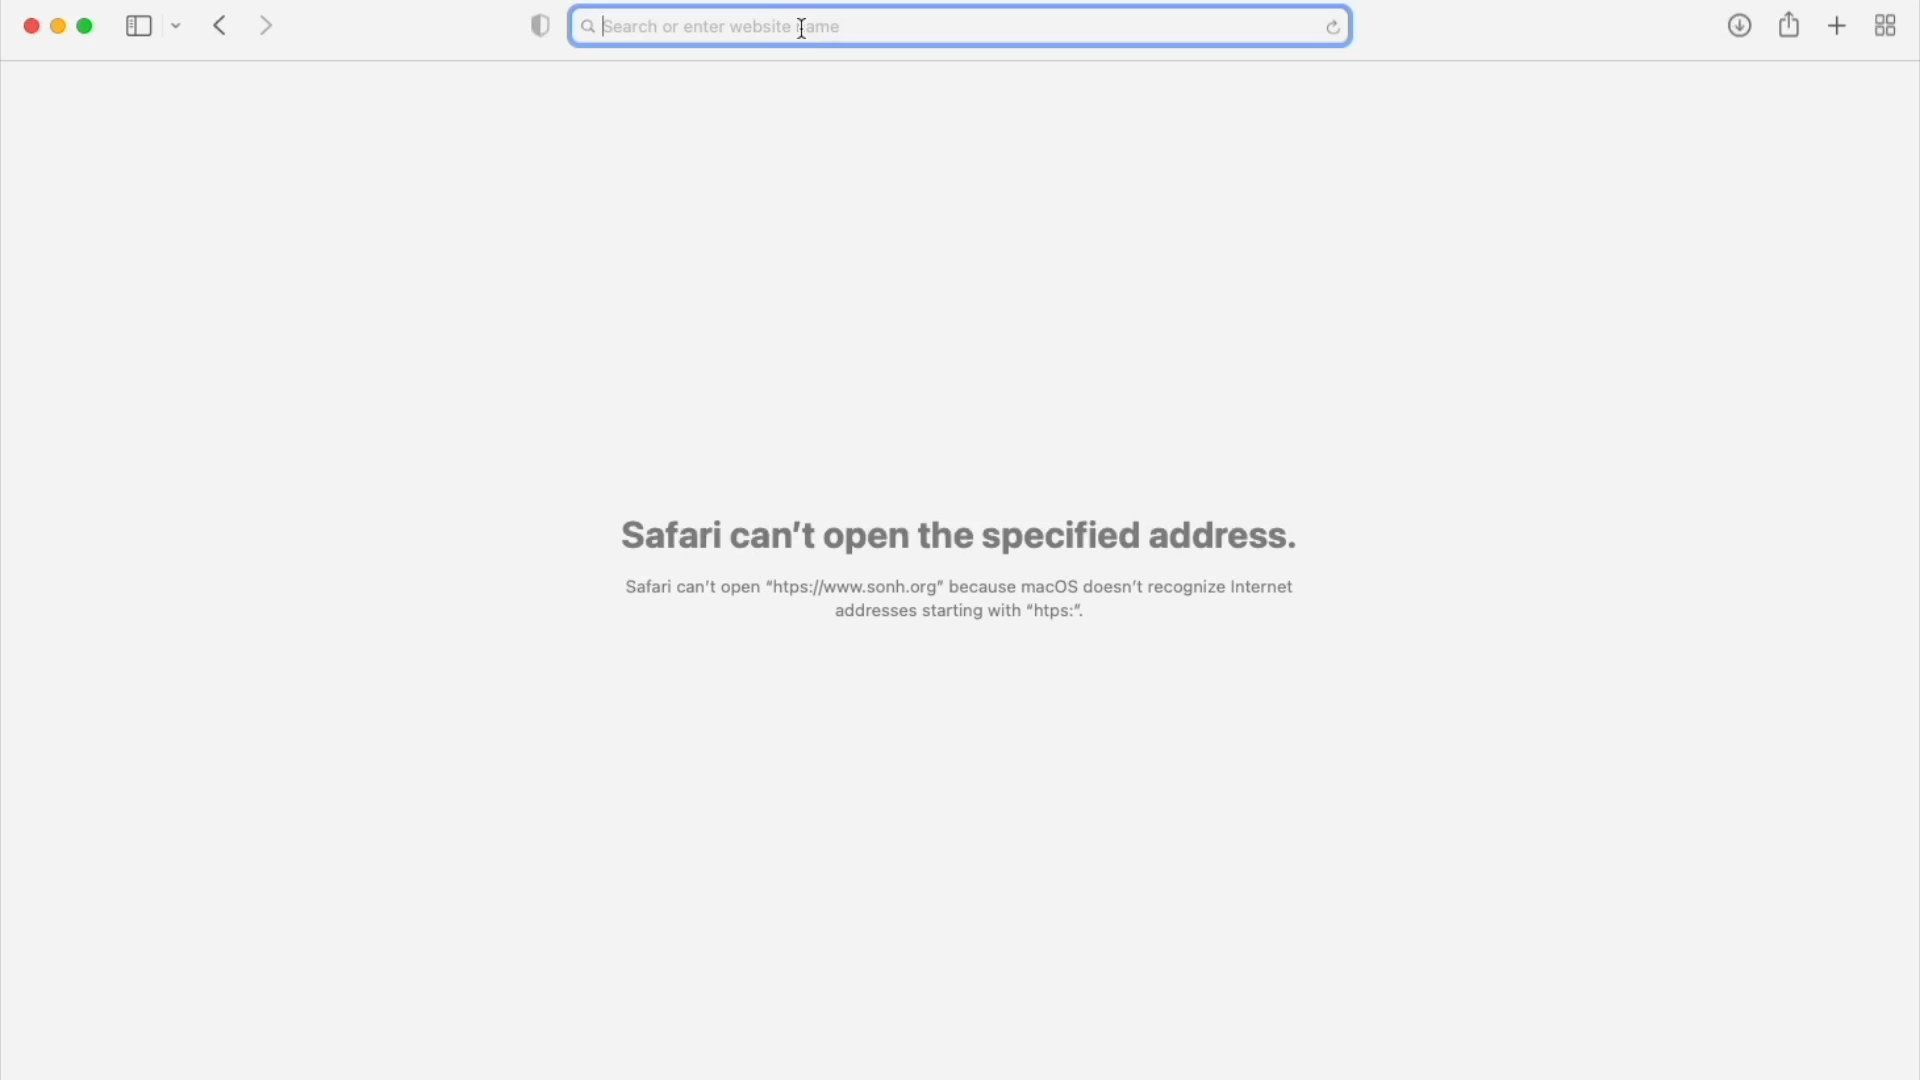 Search or enter website name
Safari can’t open the specified address.
Safari can’t open “htps://www.sonh.org” because macOS doesn’t recognize Internet
addresses starting with “htps:”.